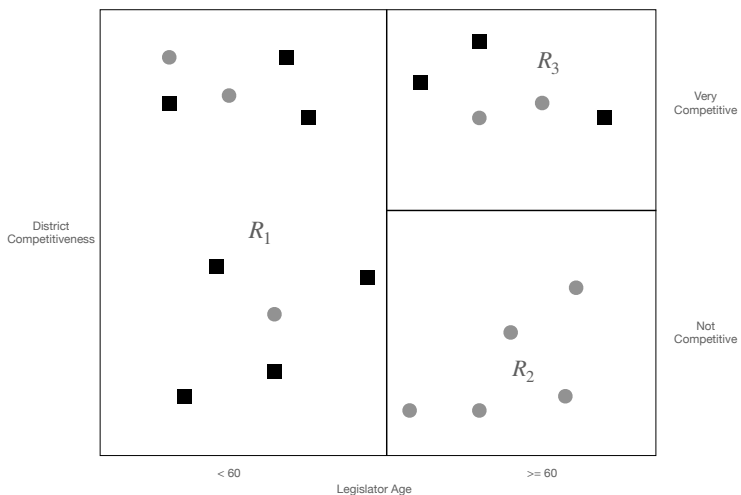 R3
Very
Competitive
District
Competitiveness
R1
Not
Competitive
R2
< 60
>= 60
Legislator Age